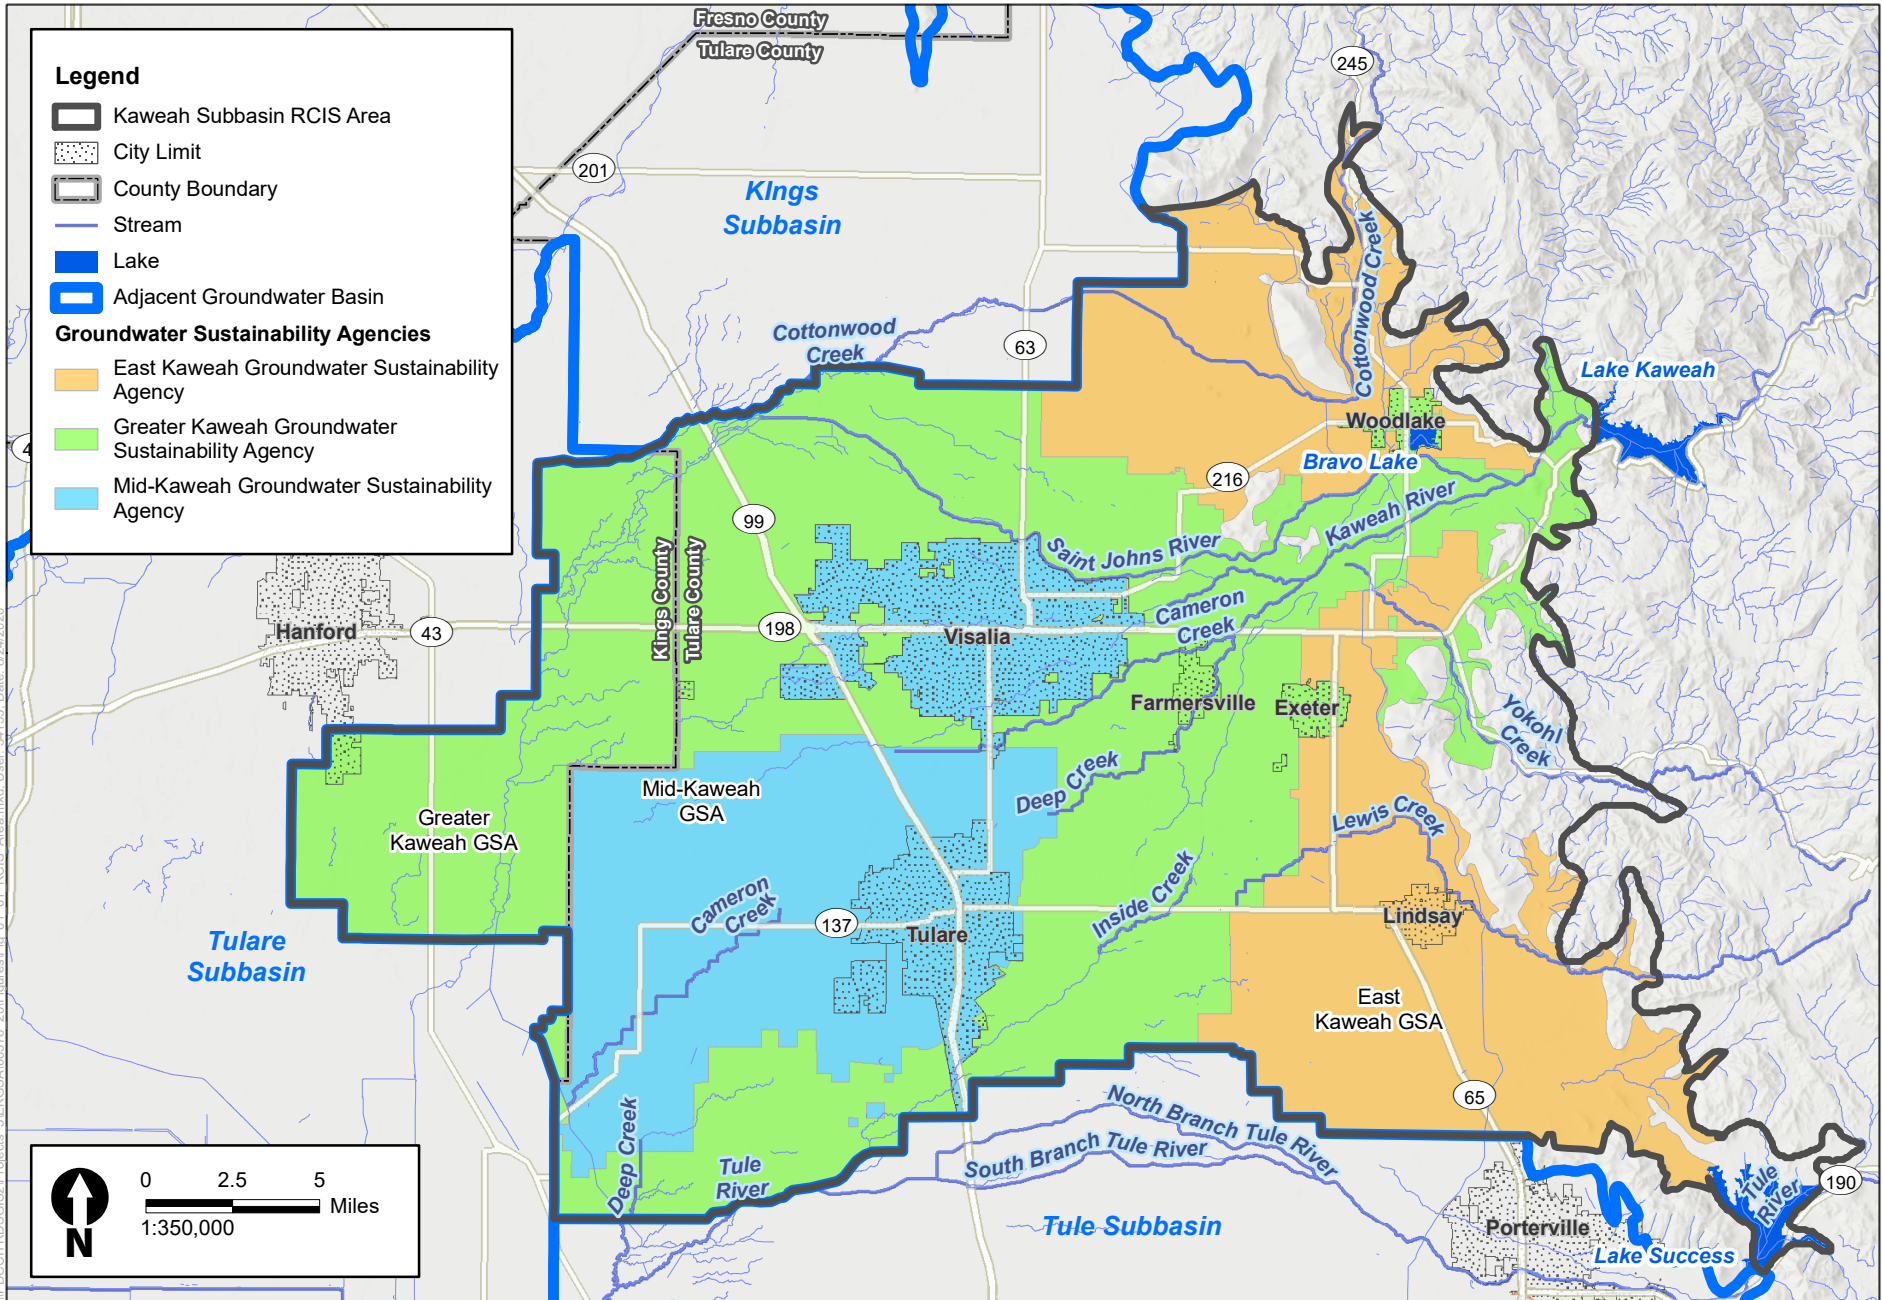 Legend
Kaweah Subbasin RCIS Area
City Limit
County Boundary
Stream
Lake
Adjacent Groundwater Basin
Groundwater Sustainability Agencies
East Kaweah Groundwater Sustainability
Agency
Greater Kaweah Groundwater
Sustainability Agency
Mid-Kaweah Groundwater Sustainability
Agency
Fresno County
Tulare County
245
201
KIngs
Subbasin
Cottonwood Creek
Cottonwood
Creek
63
Lake Kaweah
Woodlake
Bravo Lake
216
Kaweah River
99
Saint Johns River
Kings County
Tulare County
Cameron
Creek
Hanford
43
198
Visalia
Farmersville
Exeter
Yokohl
Creek
Deep Creek
Mid-Kaweah
GSA
Greater
Kaweah GSA
Lewis Creek
Inside Creek
Cameron
Creek
137
Tulare
Lindsay
Tulare
Subbasin
East
Kaweah GSA
65
North Branch Tule River
South Branch Tule River
Deep Creek
Tule
River
Tule
River
190
Porterville
Tule Subbasin
Lake Success
0 2.5 5
Miles
1:350,000
N